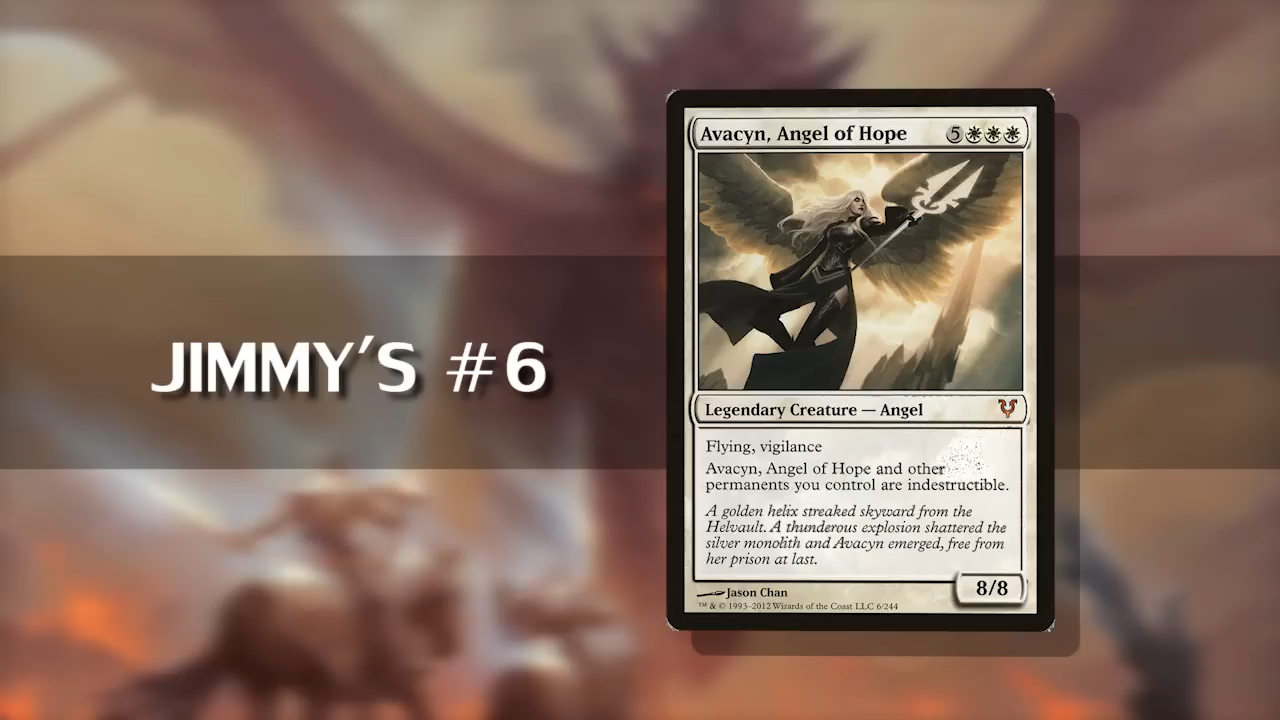 JIMMY'S #6
Avacyn, Angel of Hope 5
Legendary Creature — Angel
Flying, vigilance
Avacyn, Angel of Hope and other
permanents you control are indestructible.
A golden helix streaked skyward from the
Helvault. A thunderous explosion shattered the
silver monolith and Avacyn emerged, free from
her prison at last.
8/8
Jason Chan
™ & © 1993–2012 Wizards of the Coast LLC 6/244